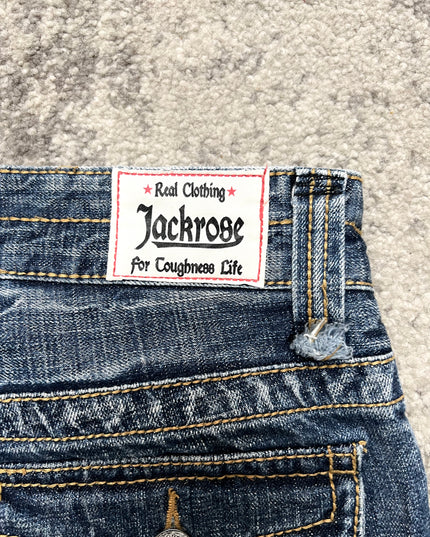 ★Real Clothing★
Jackrose
for Toughness Life